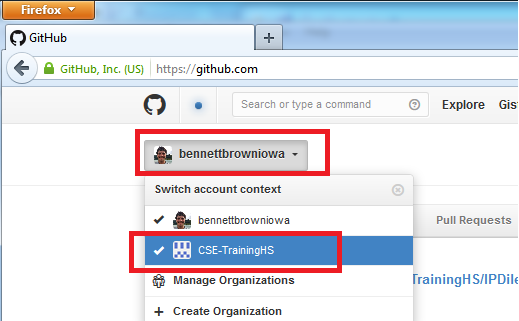 Firefox
GitHub
GitHub, Inc. (US) https://github.com
Search or type a command Explore Gis
bennettbrowniowa
Switch account context
bennettbrowniowa
Pull Requests
CSE-TrainingHS
Manage Organizations
TrainingHS/IPDile
Create Organization